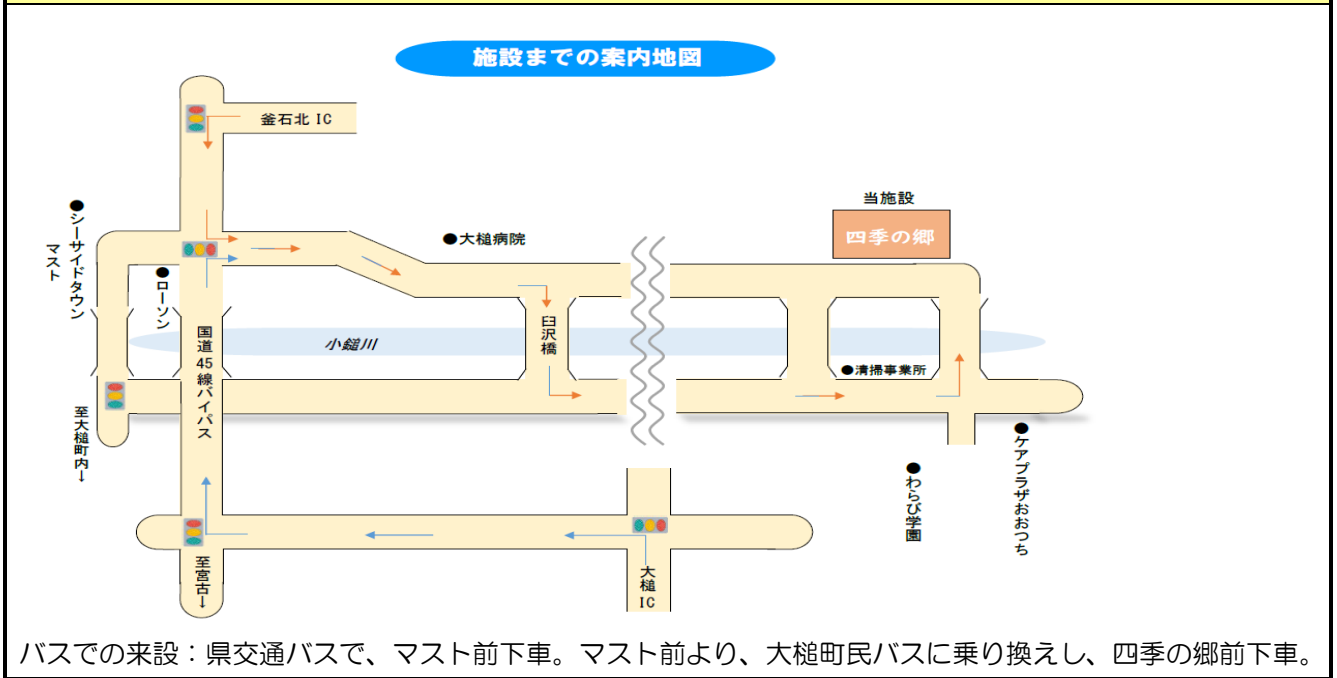 施設までの案内地図
釜石北 IC
当施設
四季の郷
●シーサイドタウン
マスト
●大槌病院
●ローソン
臼沢橋
国道45線バイパス
小鎚川
●清掃事業所
至大槌町内→
●ケアプラザおおつち
●わらび学園
至宮古→
大槌
IC
バスでの来設：県交通バスで、マスト前下車。マスト前より、大槌町民バスに乗り換えし、四季の郷前下車。